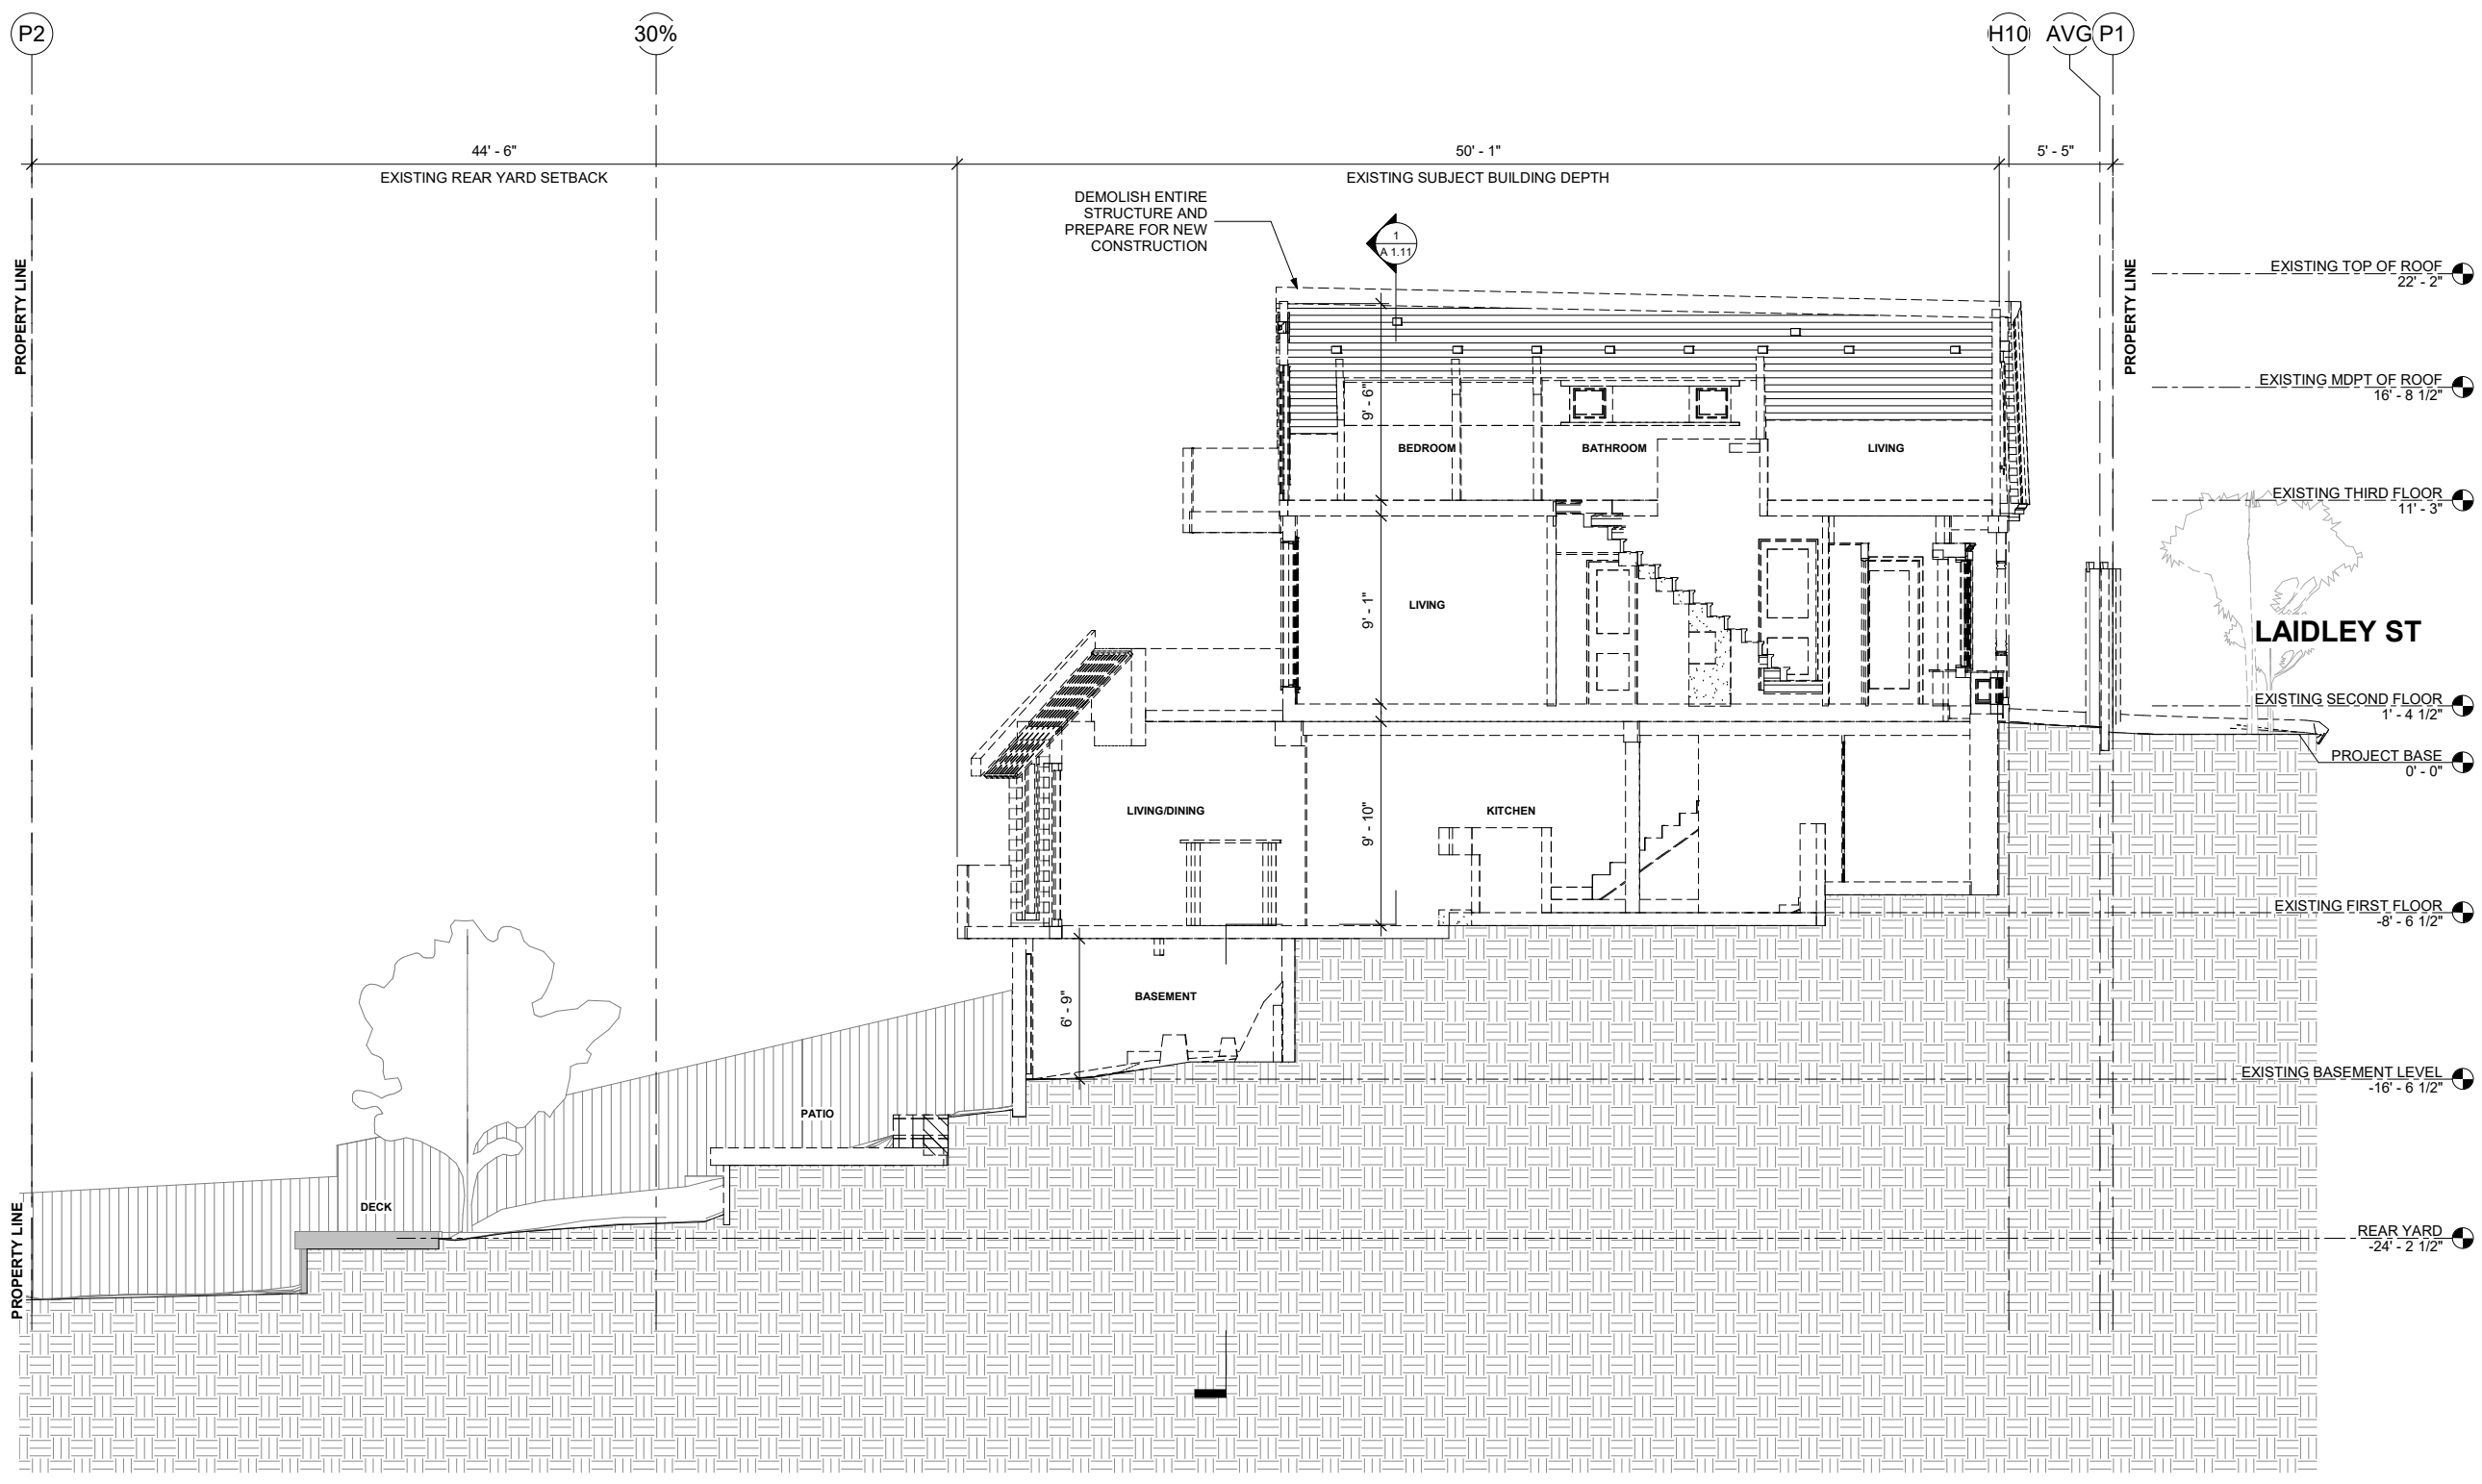 P2
30%
H10
AVG
P1
44' - 6"
50' - 1"
5' - 5"
EXISTING REAR YARD SETBACK
EXISTING SUBJECT BUILDING DEPTH
DEMOLISH ENTIRE
STRUCTURE AND
PREPARE FOR NEW
CONSTRUCTION
1
A 1.11
PROPERTY LINE
PROPERTY LINE
EXISTING TOP OF ROOF
22' - 2"
EXISTING MDPT OF ROOF
16' - 8 1/2"
9' - 6"
BEDROOM
BATHROOM
LIVING
EXISTING THIRD FLOOR
11' - 3"
9' - 1"
LIVING
LAIDLEY ST
EXISTING SECOND FLOOR
1' - 4 1/2"
PROJECT BASE
0' - 0"
LIVING/DINING
9' - 10"
KITCHEN
EXISTING FIRST FLOOR
-8' - 6 1/2"
6' - 9"
BASEMENT
EXISTING BASEMENT LEVEL
-16' - 6 1/2"
PATIO
DECK
PROPERTY LINE
REAR YARD
-24' - 2 1/2"